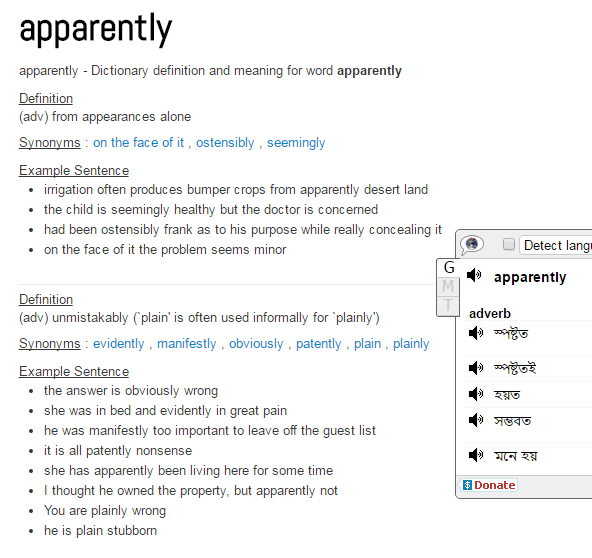 apparently
apparently - Dictionary definition and meaning for word apparently
Definition
(adv) from appearances alone
Synonyms : on the face of it , ostensibly , seemingly
Example Sentence
irrigation often produces bumper crops from apparently desert land
the child is seemingly healthy but the doctor is concerned
had been ostensibly frank as to his purpose while really concealing it
on the face of it the problem seems minor
Definition
(adv) unmistakably (`plain' is often used informally for `plainly')
Synonyms : evidently , manifestly , obviously , patently , plain , plainly
Example Sentence
the answer is obviously wrong
she was in bed and evidently in great pain
he was manifestly too important to leave off the guest list
it is all patently nonsense
she has apparently been living here for some time
I thought he owned the property, but apparently not
You are plainly wrong
he is plain stubborn
Detect langu
G
M
T
apparently
adverb
স্পষ্টত
স্পষ্টতই
হয়ত
সম্ভবত
মনে হয়
$ Donate